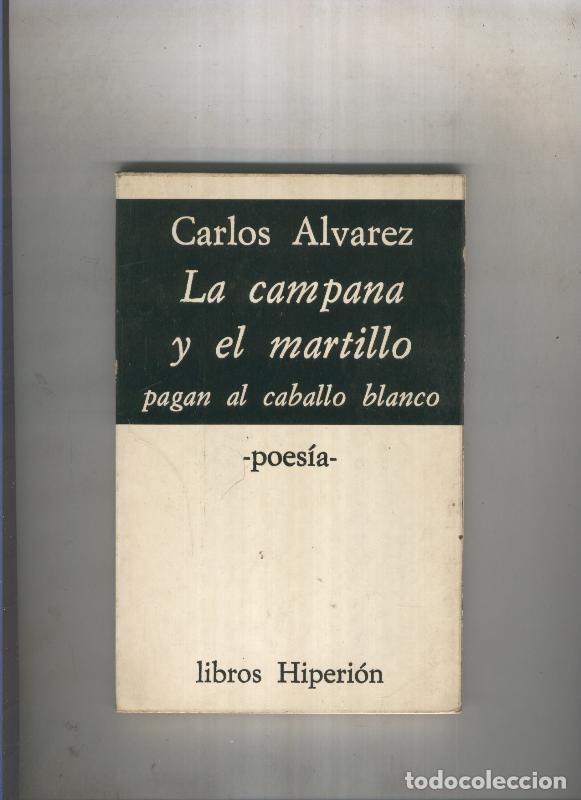 Carlos Alvarez
La campana
y el martillo
pagan al caballo blanco
-poesía-
libros Hiperión
todocoleccion